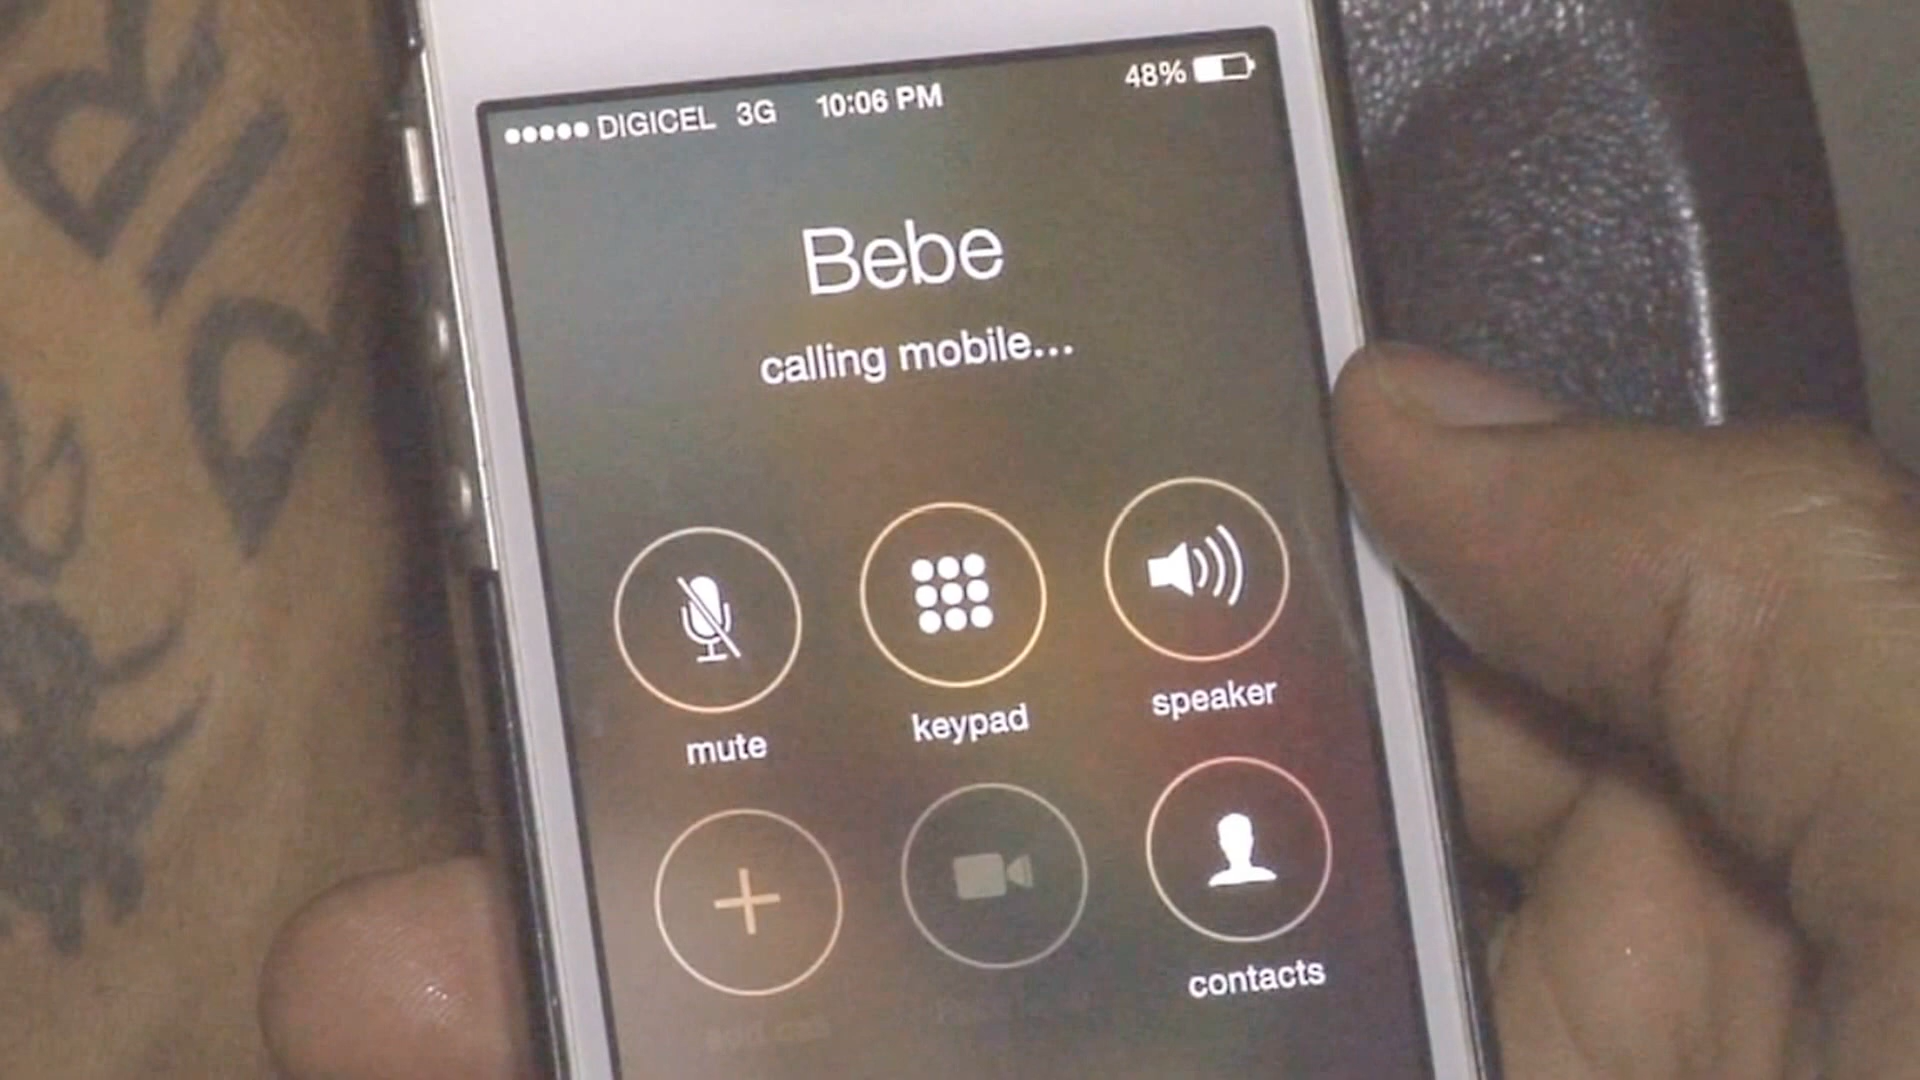 DIGICEL 3G 10:06 PM 48%
Bebe
calling mobile...
mute keypad speaker
contacts